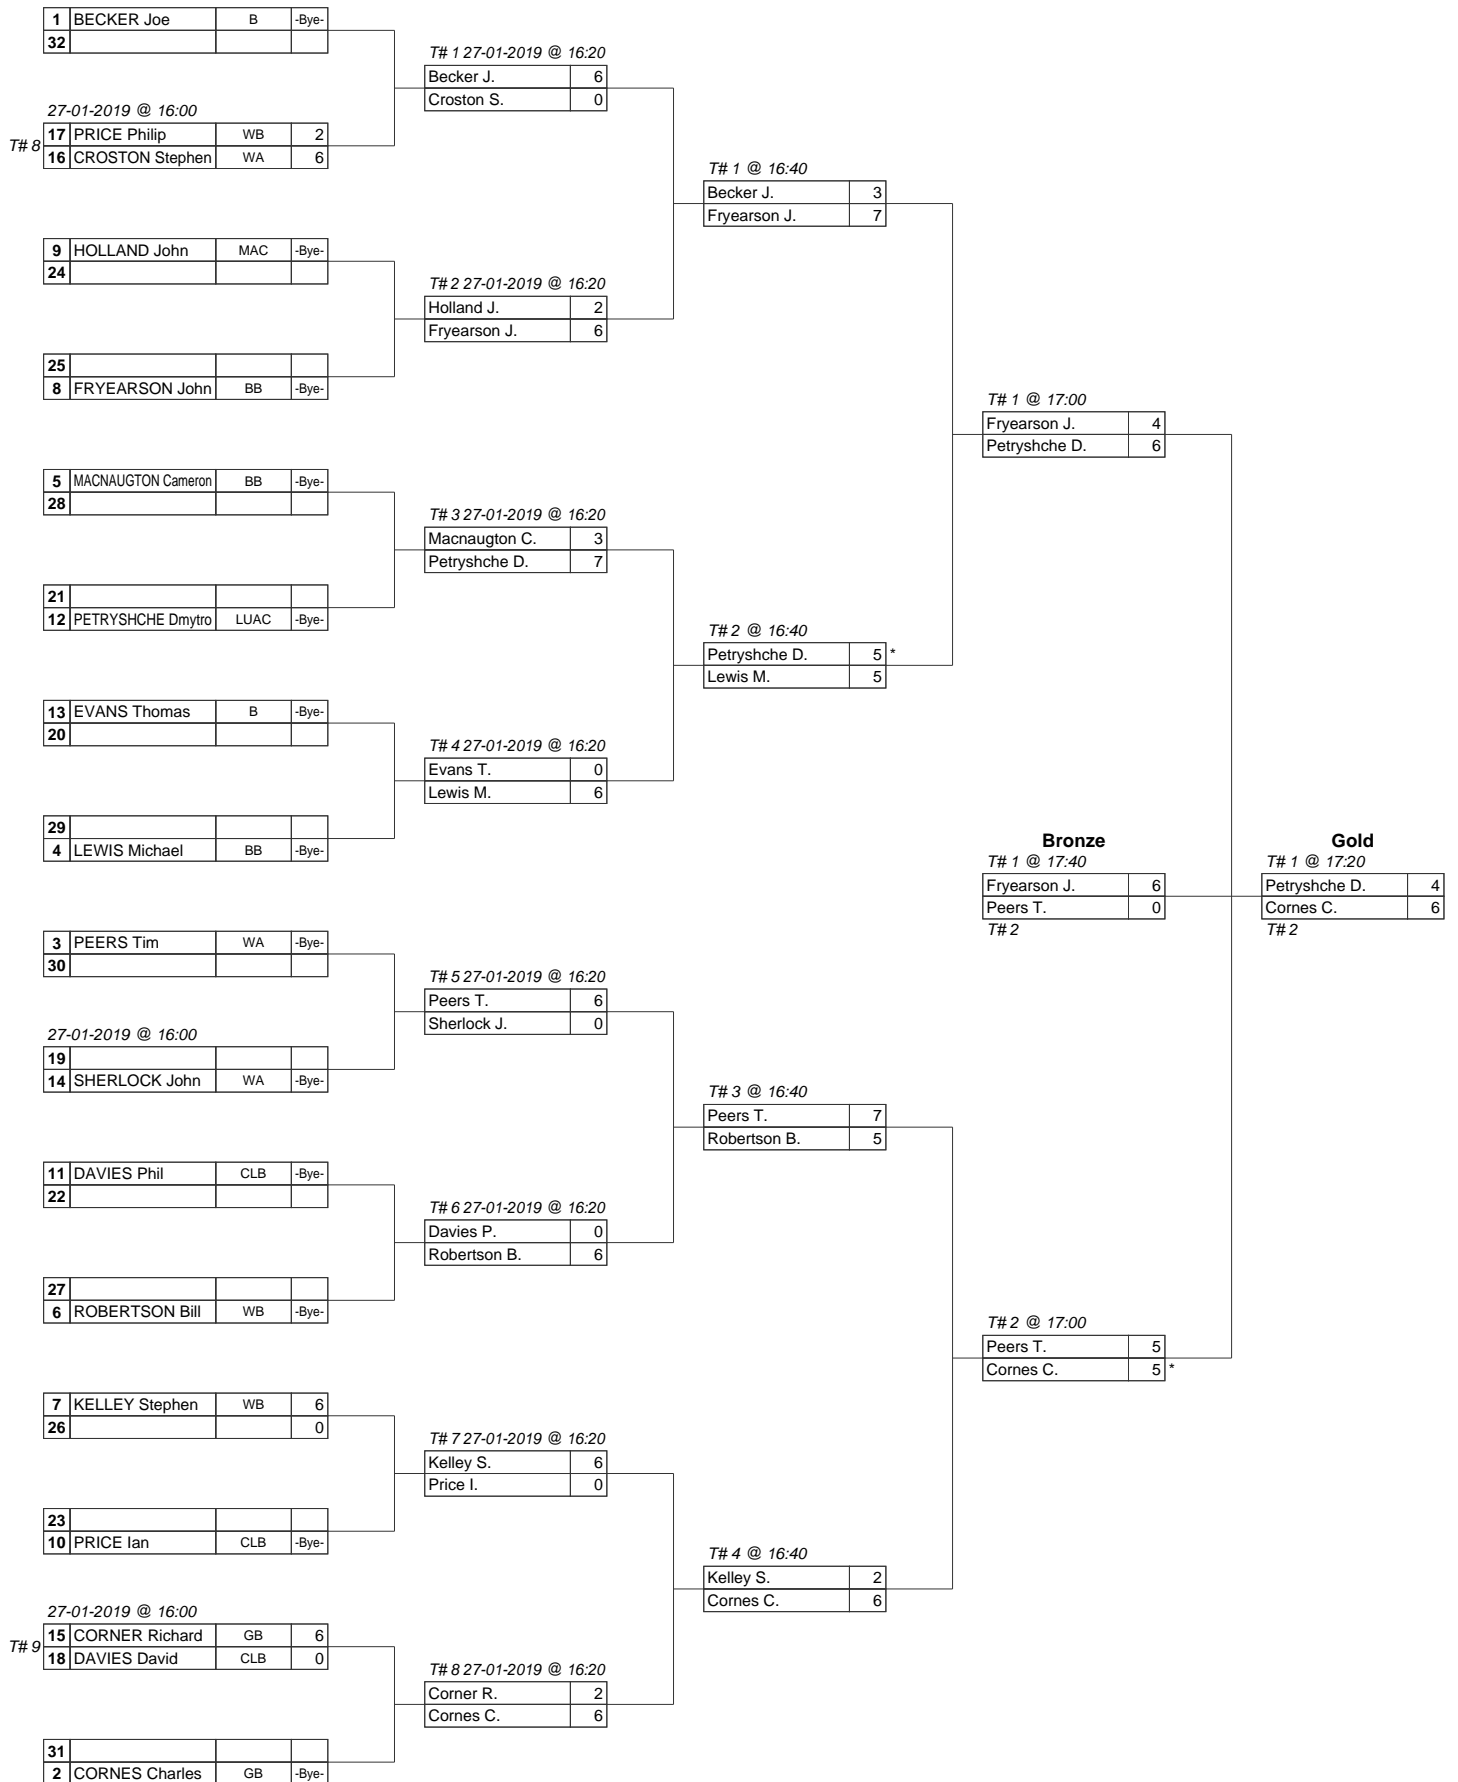 1 BECKER Joe B -Bye-
32
T# 1 27-01-2019 @ 16:20
Becker J. 6
Croston S. 0
27-01-2019 @ 16:00
T# 8 17 PRICE Philip WB 2
16 CROSTON Stephen WA 6
T# 1 @ 16:40
Becker J. 3
Fryearson J. 7
9 HOLLAND John MAC -Bye-
24
T# 2 27-01-2019 @ 16:20
Holland J. 2
Fryearson J. 6
25
8 FRYEARSON John BB -Bye-
T# 1 @ 17:00
Fryearson J. 4
Petryshche D. 6
5 MACNAUGTON Cameron BB -Bye-
28
T# 3 27-01-2019 @ 16:20
Macnaugton C. 3
Petryshche D. 7
21
12 PETRYSHCHE Dmytro LUAC -Bye-
T# 2 @ 16:40
Petryshche D. 5 *
Lewis M. 5
13 EVANS Thomas B -Bye-
20
T# 4 27-01-2019 @ 16:20
Evans T. 0
Lewis M. 6
29
4 LEWIS Michael BB -Bye-
Bronze
T# 1 @ 17:40
Fryearson J. 6
Peers T. 0
T# 2
Gold
T# 1 @ 17:20
Petryshche D. 4
Cornes C. 6
T# 2
3 PEERS Tim WA -Bye-
30
T# 5 27-01-2019 @ 16:20
Peers T. 6
Sherlock J. 0
27-01-2019 @ 16:00
19
14 SHERLOCK John WA -Bye-
T# 3 @ 16:40
Peers T. 7
Robertson B. 5
11 DAVIES Phil CLB -Bye-
22
T# 6 27-01-2019 @ 16:20
Davies P. 0
Robertson B. 6
27
6 ROBERTSON Bill WB -Bye-
T# 2 @ 17:00
Peers T. 5
Cornes C. 5 *
7 KELLEY Stephen WB 6
26 0
T# 7 27-01-2019 @ 16:20
Kelley S. 6
Price I. 0
23
10 PRICE Ian CLB -Bye-
T# 4 @ 16:40
Kelley S. 2
Cornes C. 6
27-01-2019 @ 16:00
T# 9 15 CORNER Richard GB 6
18 DAVIES David CLB 0
T# 8 27-01-2019 @ 16:20
Corner R. 2
Cornes C. 6
31
2 CORNES Charles GB -Bye-